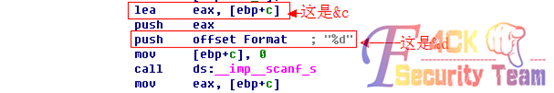 lea eax, [ebp+c] 这是&c
push eax
push offset Format ; "%d" 这是%d
mov [ebp+c], 0
call ds:__imp__scanf_s
mov eax, [ebp+c]
F4CK
Security Team